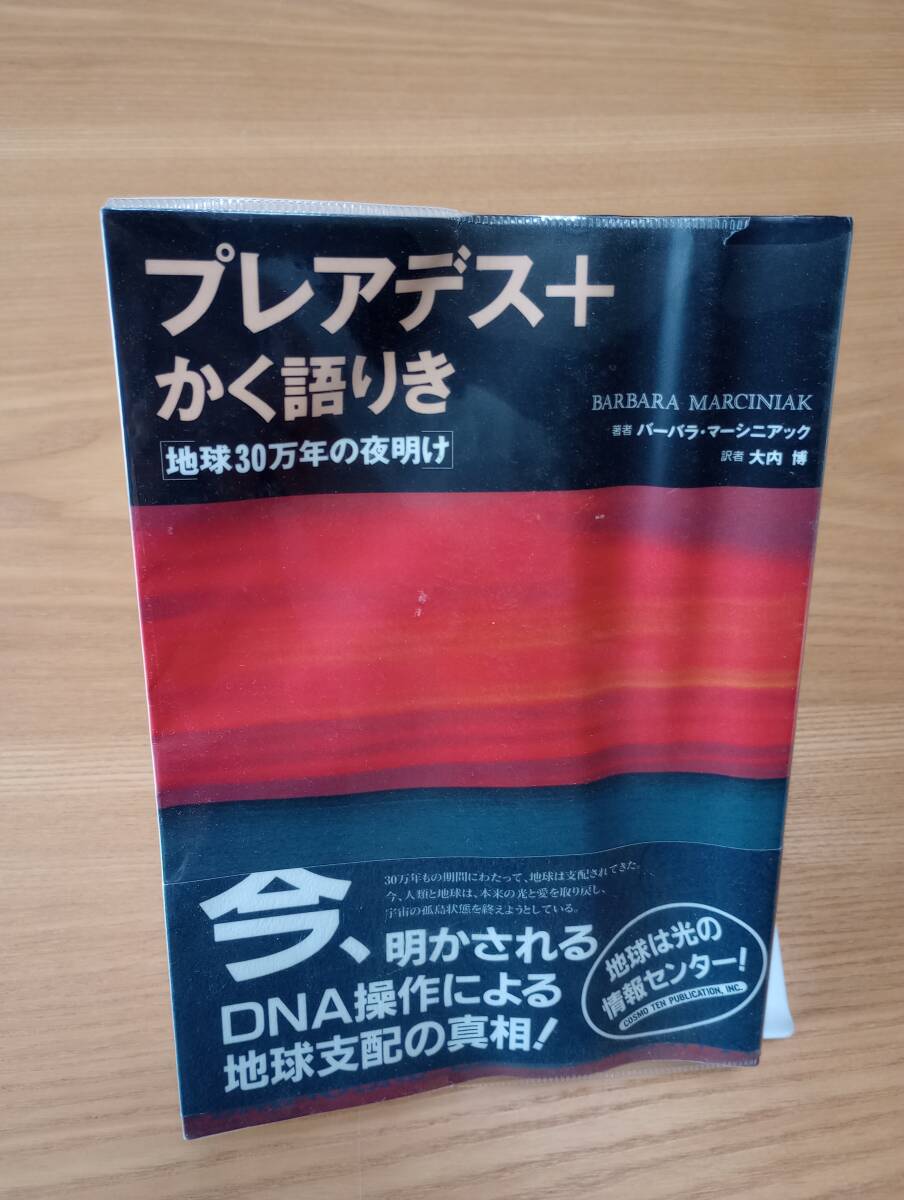 プレアデス+
かく語りき
[地球30万年の夜明け]
BARBARA MARCINIAK
著者 バーバラ・マーシニアック
訳者 大内 博
30万年もの期間にわたって、地球は支配されてきた。
今、人類と地球は、本来の光と愛を取り戻し、
宇宙の孤島状態を終えようとしている。
今、明かされる
DNA操作による
地球支配の真相!
地球は光の
情報センター!
COSMO TEN PUBLICATION, INC.